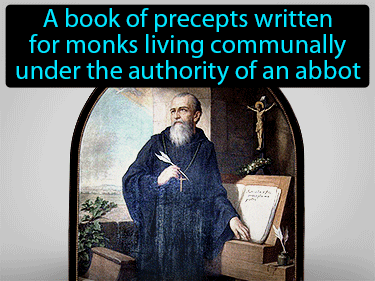 A book of precepts written
for monks living communally
under the authority of an abbot